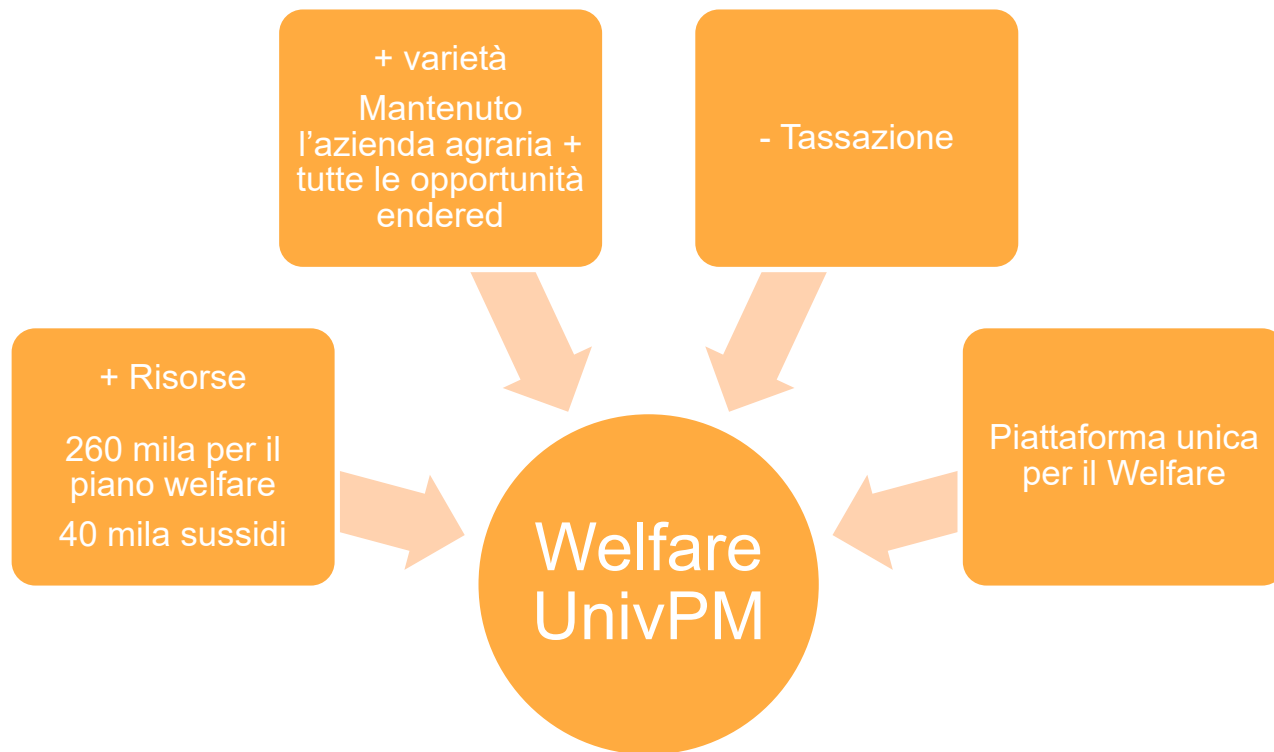 + varietà
Mantenuto
l’azienda agraria +
tutte le opportunità
endered
- Tassazione
+ Risorse
260 mila per il
piano welfare
40 mila sussidi
Piattaforma unica
per il Welfare
Welfare
UnivPM